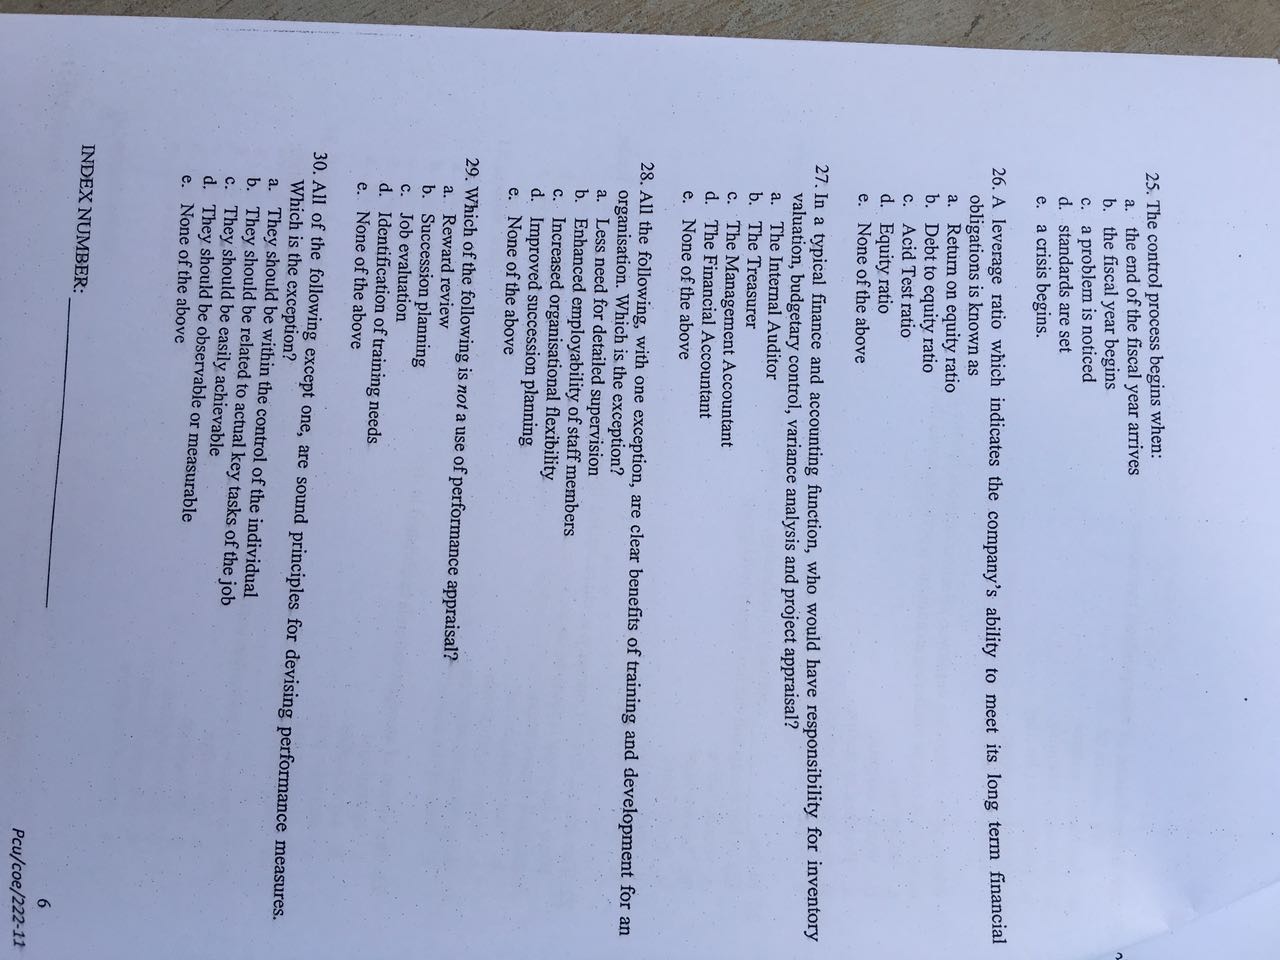 25. The control process begins when:
a. the end of the fiscal year arrives
b. the fiscal year begins
c. a problem is noticed
d. standards are set
e. a crisis begins.
26. A leverage ratio which indicates the company's ability to meet its long term financial
obligations is known as
a. Return on equity ratio
b. Debt to equity ratio
c. Acid Test ratio
d. Equity ratio
e. None of the above
27. In a typical finance and accounting function, who would have responsibility for inventory
valuation, budgetary control, variance analysis and project appraisal?
a. The Internal Auditor
b. The Treasurer
c. The Management Accountant
d. The Financial Accountant
e. None of the above
28. All the following, with one exception, are clear benefits of training and development for an
organisation. Which is the exception?
a. Less need for detailed supervision
b. Enhanced employability of staff members
c. Increased organisational flexibility
d. Improved succession planning
e. None of the above
29. Which of the following is not a use of performance appraisal?
a. Reward review
b. Succession planning
c. Job evaluation
d. Identification of training needs
e. None of the above
30. All of the following except one, are sound principles for devising performance measures.
Which is the exception?
a. They should be within the control of the individual
b. They should be related to actual key tasks of the job
c. They should be easily achievable
d. They should be observable or measurable
e. None of the above
6
INDEX NUMBER:
Pcu/coe/222-11